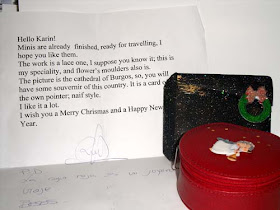 Hello Karin!
Minis are already finished, ready for travelling, I
hope you like them.
The work is a lace one, I suppose you know it; this is
my speciality, and flower's moulders also is.
The picture is the cathedral of Burgos, so, you will
have some souvenir of this country. It is a card of
the own pointer; naif style.
I like it a lot.
I wish you a Merry Chrismas and a Happy New
Year.